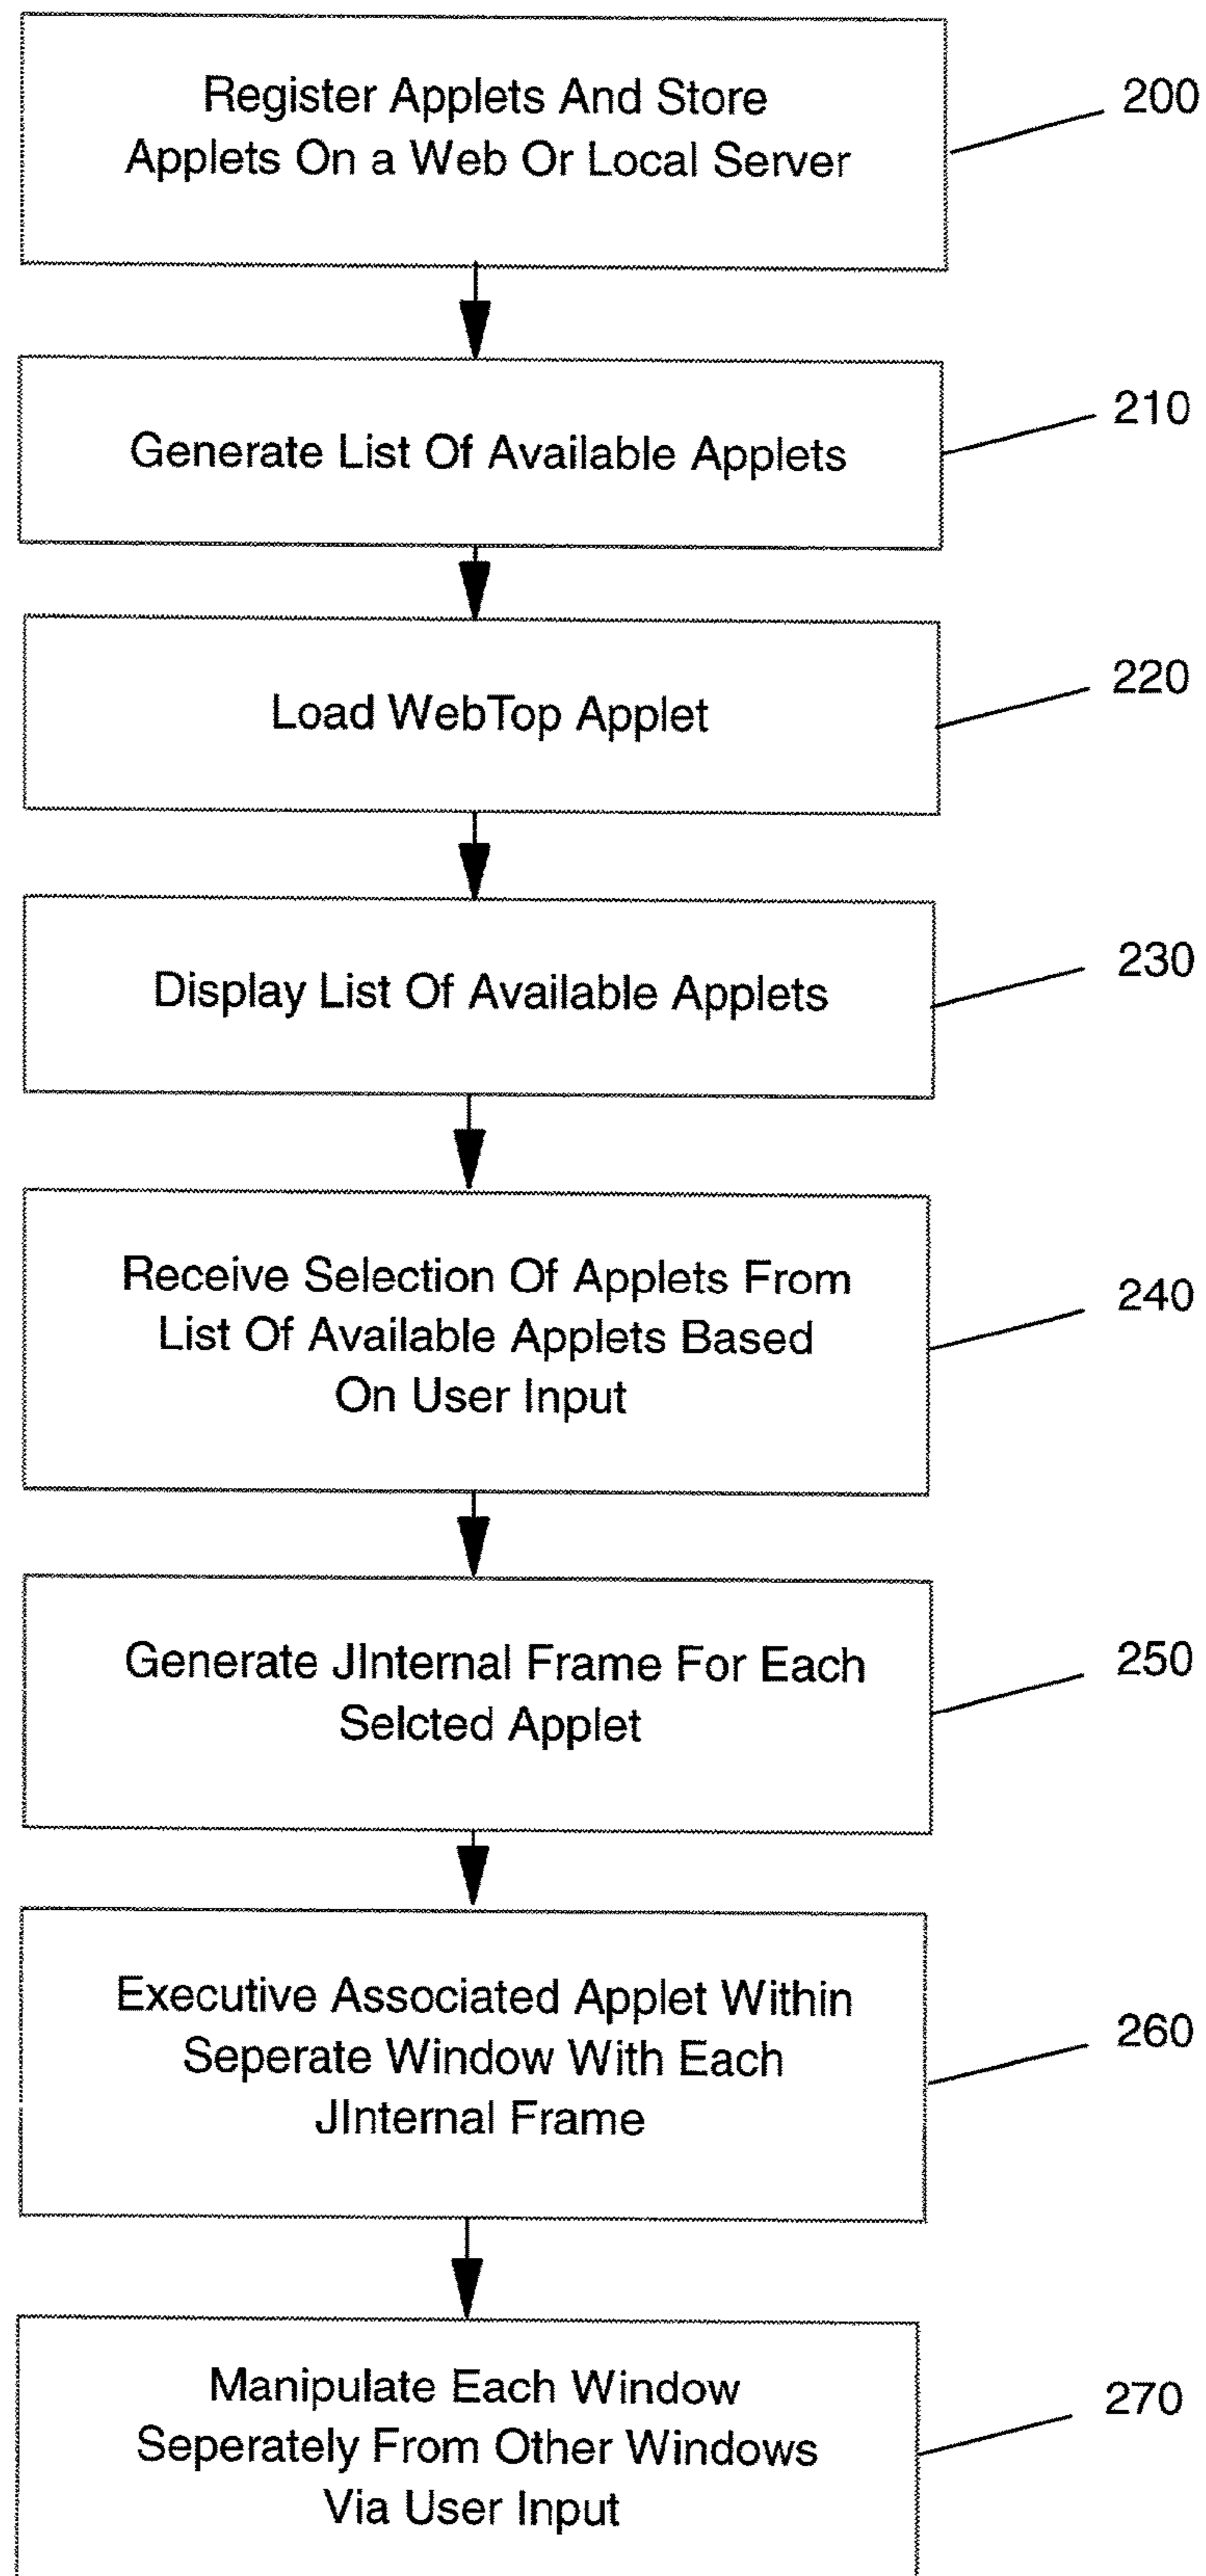 Register Applets And Store
Applets On a Web Or Local Server
200
Generate List Of Available Applets
210
Load WebTop Applet
220
Display List Of Available Applets
230
Receive Selection Of Applets From
List Of Available Applets Based
On User Input
240
Generate JInternal Frame For Each
Selcted Applet
250
Executive Associated Applet Within
Seperate Window With Each
JInternal Frame
260
Manipulate Each Window
Seperately From Other Windows
Via User Input
270